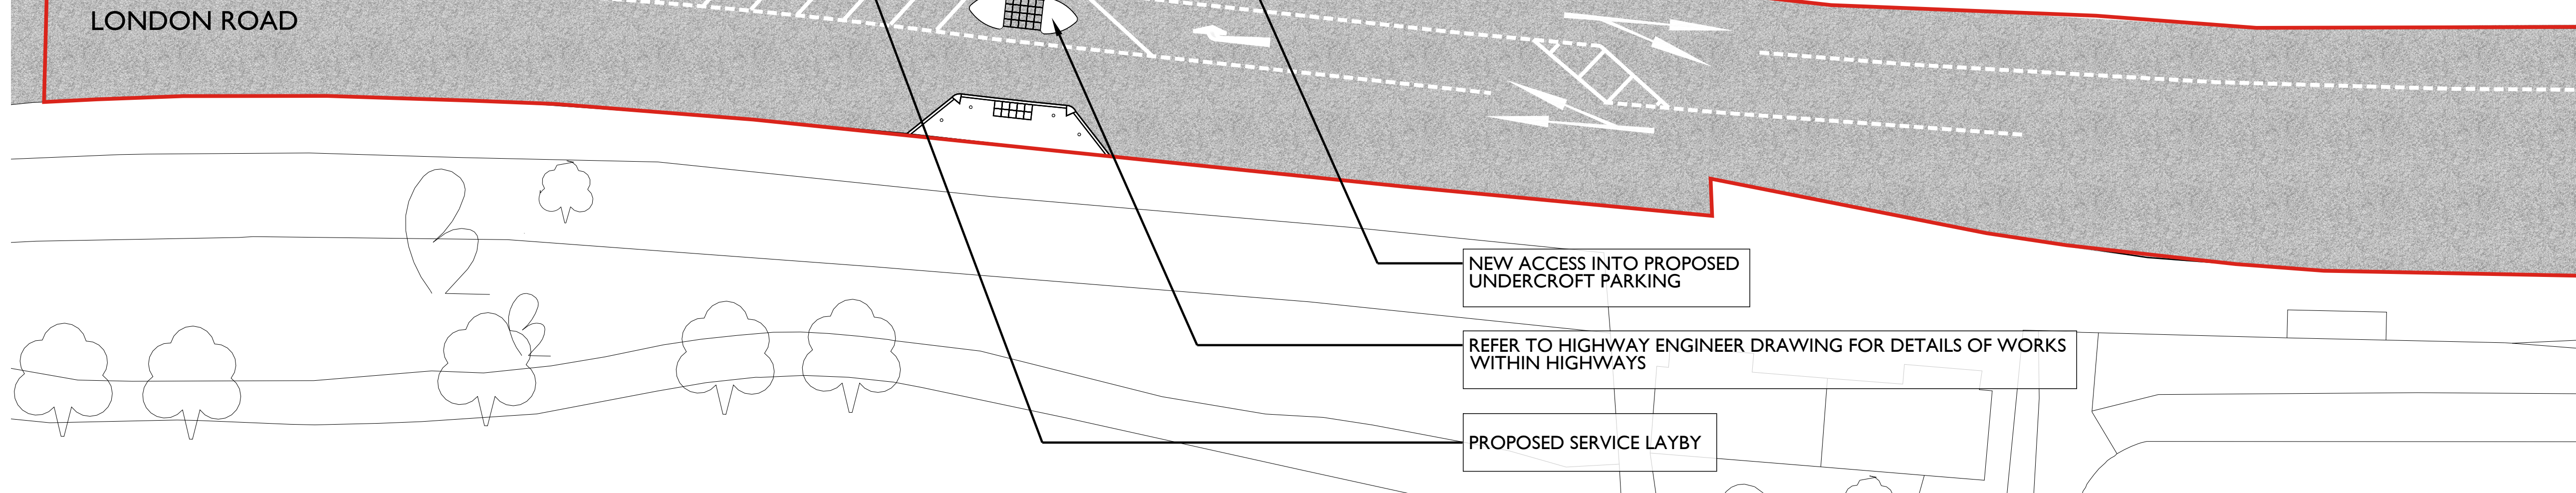 LONDON ROAD
NEW ACCESS INTO PROPOSED
UNDERCROFT PARKING
REFER TO HIGHWAY ENGINEER DRAWING FOR DETAILS OF WORKS
WITHIN HIGHWAYS
PROPOSED SERVICE LAYBY